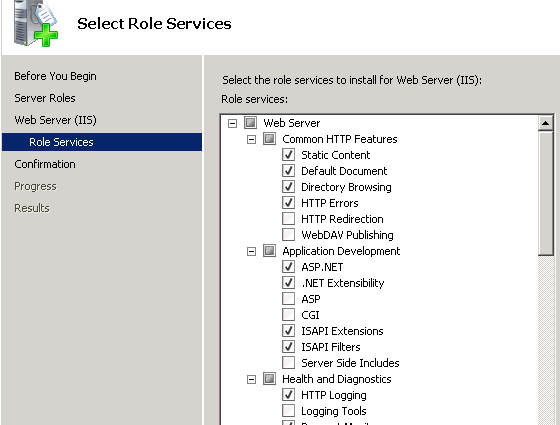 Select Role Services
Before You Begin
Server Roles
Web Server (IIS)
Role Services
Confirmation
Progress
Results
Select the role services to install for Web Server (IIS):
Role services:
Web Server
Common HTTP Features
Static Content
Default Document
Directory Browsing
HTTP Errors
HTTP Redirection
WebDAV Publishing
Application Development
ASP.NET
.NET Extensibility
ASP
CGI
ISAPI Extensions
ISAPI Filters
Server Side Includes
Health and Diagnostics
HTTP Logging
Logging Tools